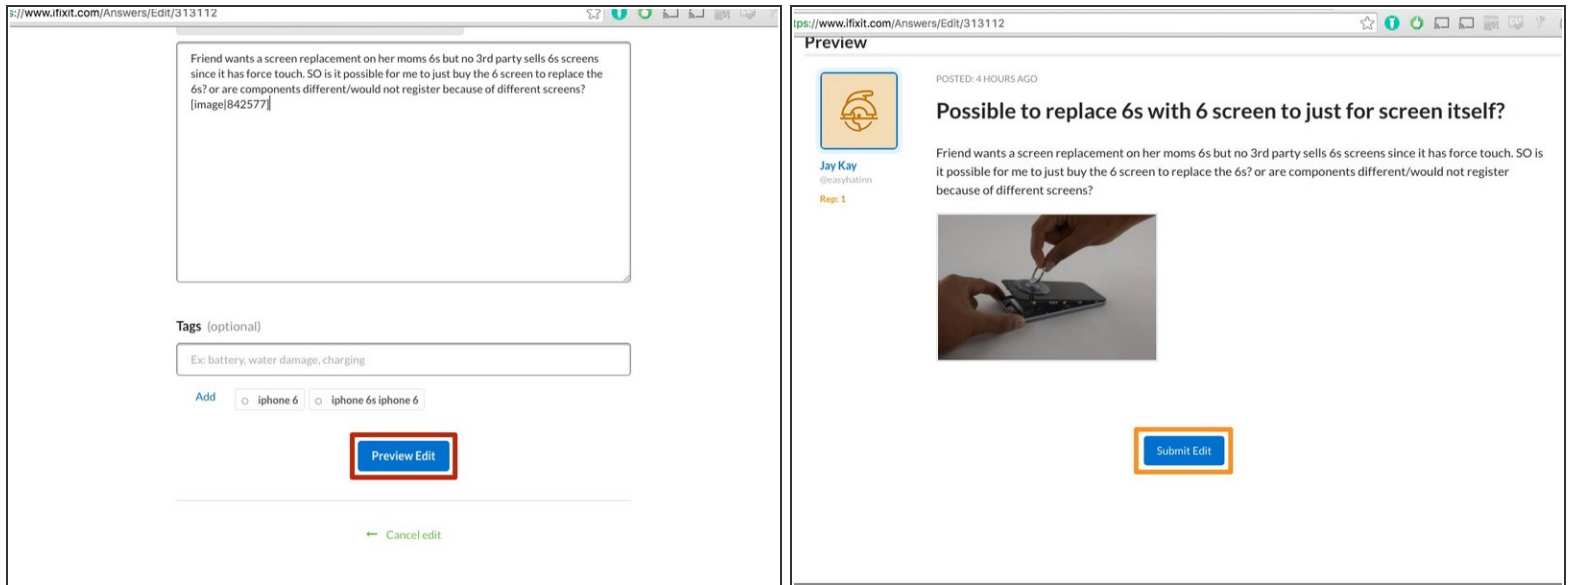 s://www.ifixit.com/Answers/Edit/313112
Friend wants a screen replacement on her moms 6s but no 3rd party sells 6s screens
since it has force touch. SO is it possible for me to just buy the 6 screen to replace the
6s? or are components different/would not register because of different screens?
[image|842577]
Tags (optional)
Ex: battery, water damage, charging
Add iphone 6 iphone 6s iphone 6
Preview Edit
← Cancel edit
tps://www.ifixit.com/Answers/Edit/313112
Preview
POSTED: 4 HOURS AGO
Possible to replace 6s with 6 screen to just for screen itself?
Jay Kay
@easyhatinn
Rep: 1
Friend wants a screen replacement on her moms 6s but no 3rd party sells 6s screens since it has force touch. SO is
it possible for me to just buy the 6 screen to replace the 6s? or are components different/would not register
because of different screens?
Submit Edit